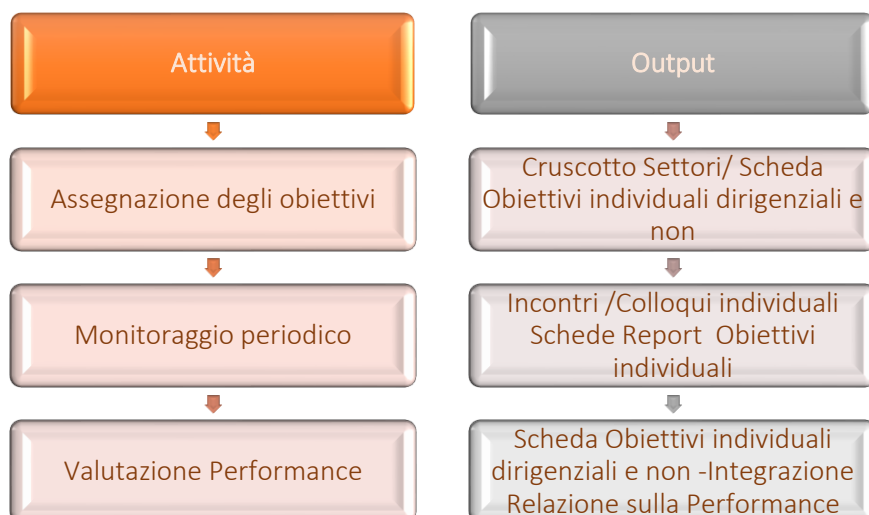 Attività
Assegnazione degli obiettivi
Monitoraggio periodico
Valutazione Performance
Output
Cruscotto Settori/ Scheda
Obiettivi individuali dirigenziali e
non
Incontri /Colloqui individuali
Schede Report Obiettivi
individuali
Scheda Obiettivi individuali
dirigenziali e non -Integrazione
Relazione sulla Performance